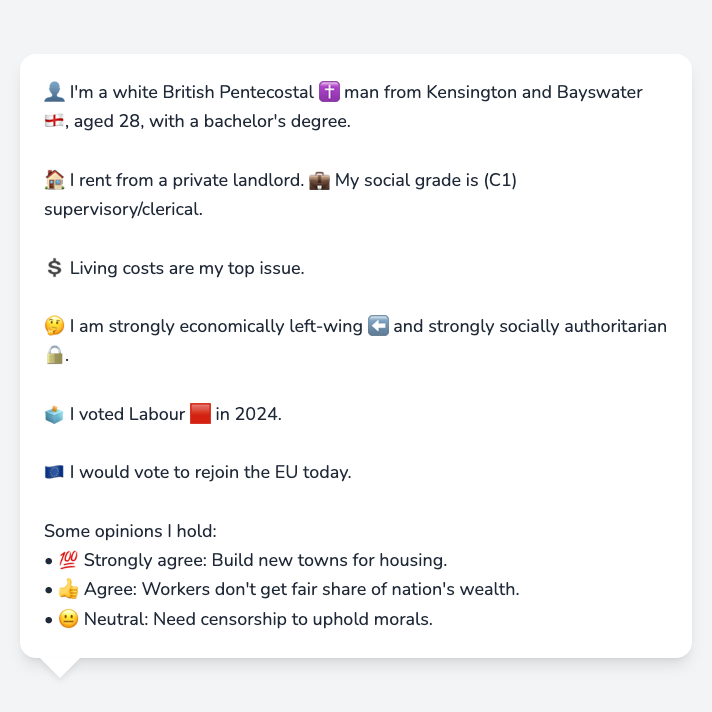 👤 I'm a white British Pentecostal ✝️ man from Kensington and Bayswater
🏴󠁧󠁢󠁥󠁮󠁧󠁿, aged 28, with a bachelor's degree.
🏠 I rent from a private landlord. 💼 My social grade is (C1)
supervisory/clerical.
💲 Living costs are my top issue.
🤔 I am strongly economically left-wing ⬅️ and strongly socially authoritarian
🔒.
🗳️ I voted Labour 🟥 in 2024.
🇪🇺 I would vote to rejoin the EU today.
Some opinions I hold:
• 💯 Strongly agree: Build new towns for housing.
• 👍 Agree: Workers don't get fair share of nation's wealth.
• 😐 Neutral: Need censorship to uphold morals.